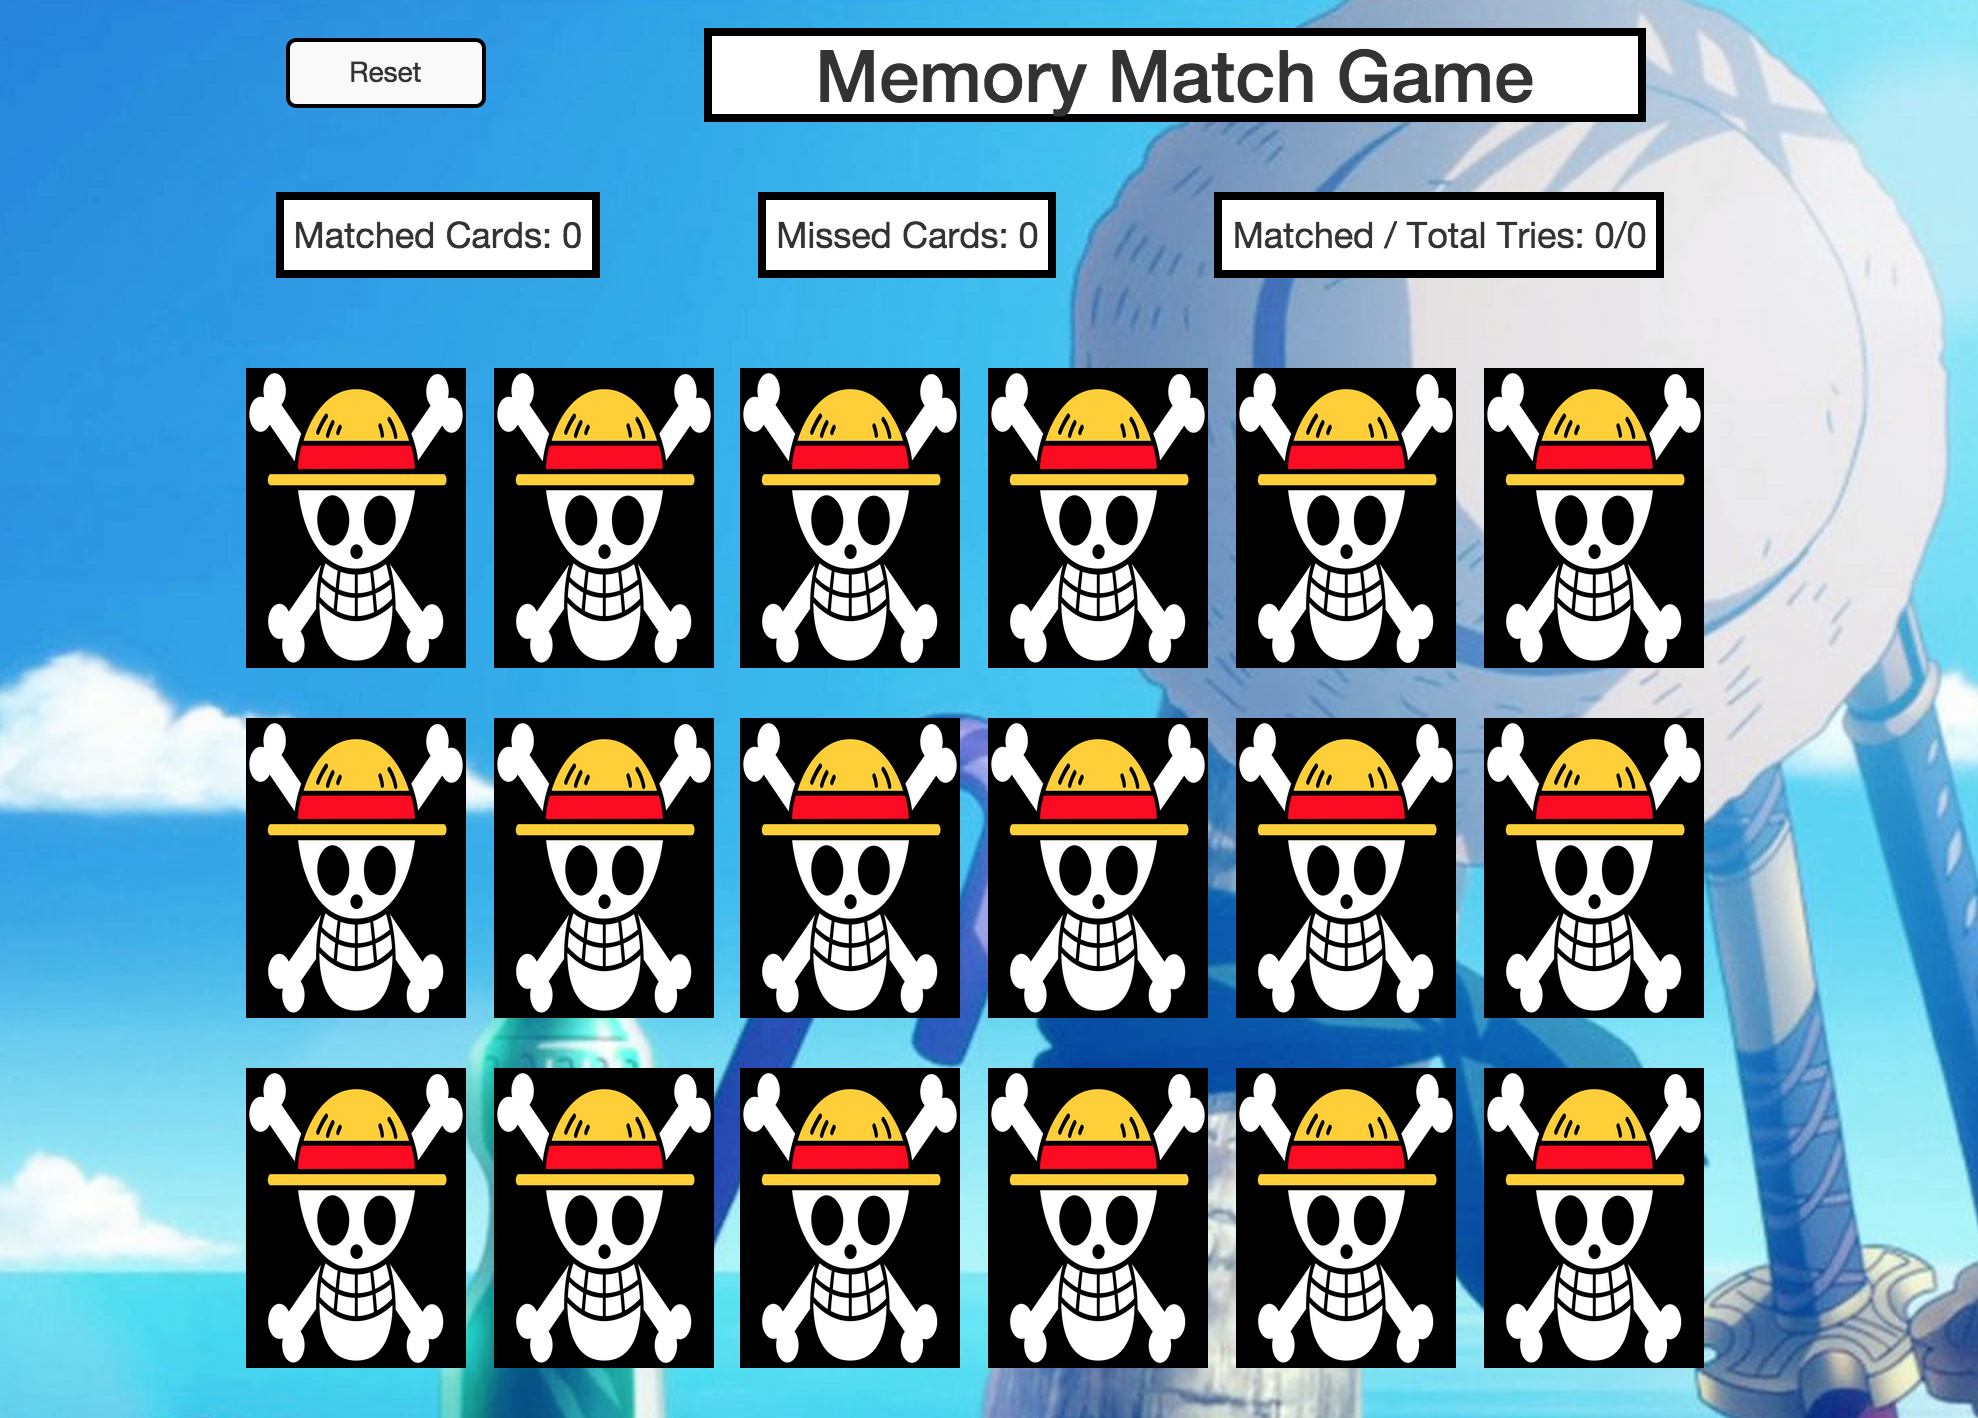 Reset
Memory Match Game
Matched Cards: 0
Missed Cards: 0
Matched / Total Tries: 0/0